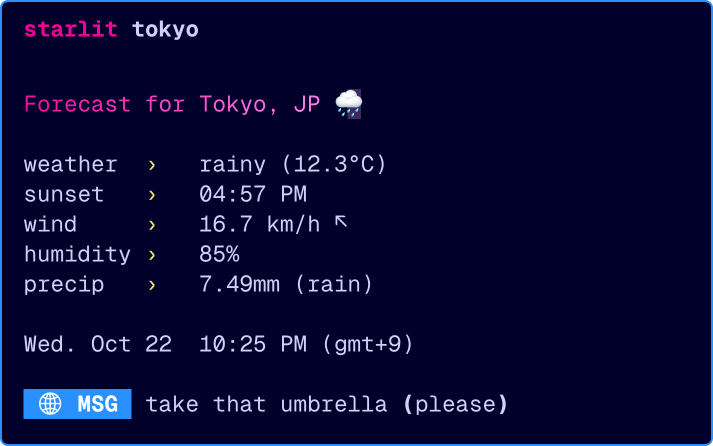 starlit tokyo
Forecast for Tokyo, JP 🌧️
weather › rainy (12.3°C)
sunset › 04:57 PM
wind › 16.7 km/h ↖
humidity › 85%
precip › 7.49mm (rain)
Wed. Oct 22 10:25 PM (gmt+9)
🌐 MSG take that umbrella (please)